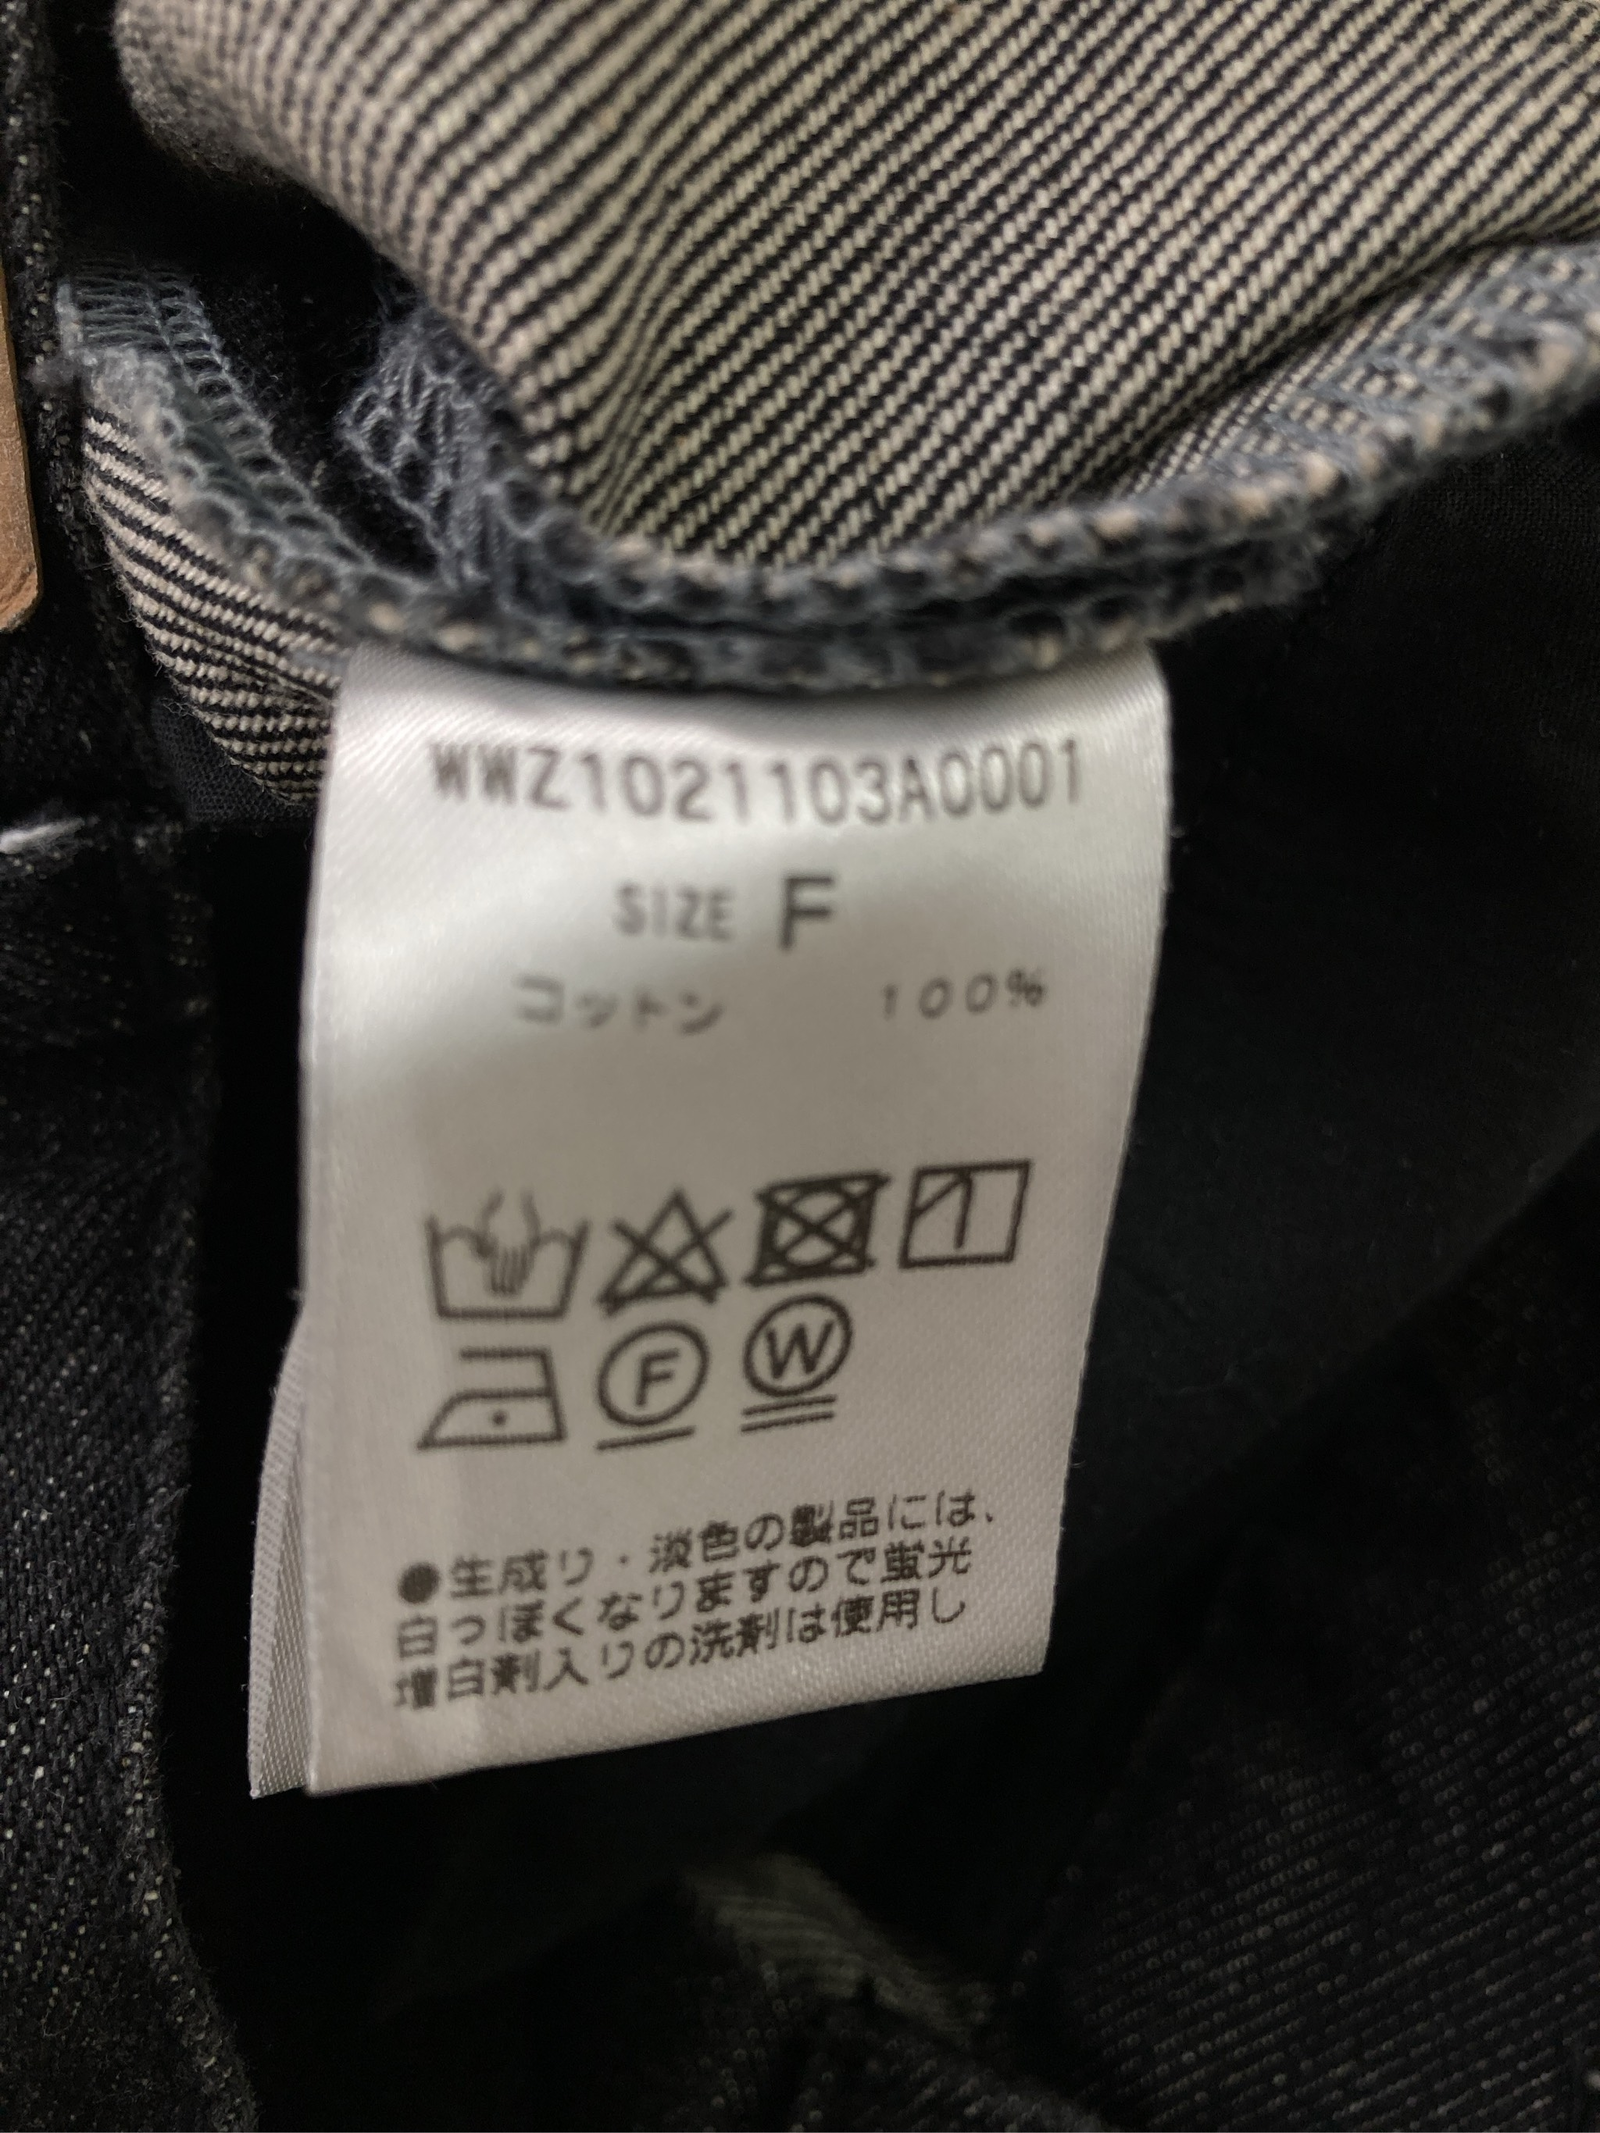 WWZ1021103A0001
SIZE F
コットン 100%
F W
●生成り・淡色の製品には、蛍光
白っぽくなりますので
増白剤入りの洗剤は使用し